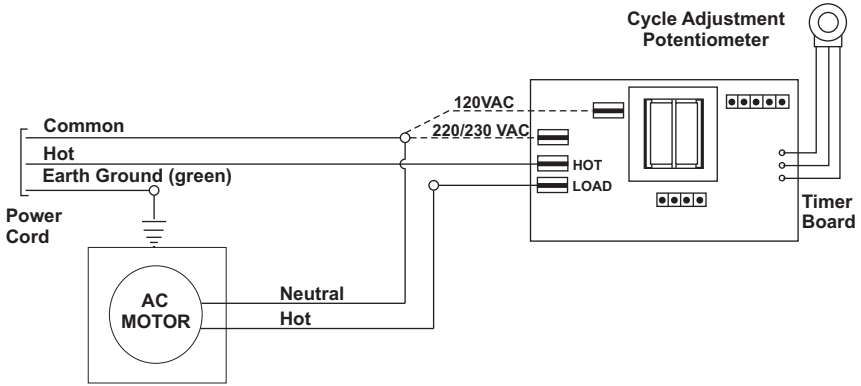 Cycle Adjustment
Potentiometer
120VAC
220/230 VAC
Common
Hot
Earth Ground (green)
HOT
LOAD
Power
Cord
Timer
Board
AC
MOTOR
Neutral
Hot